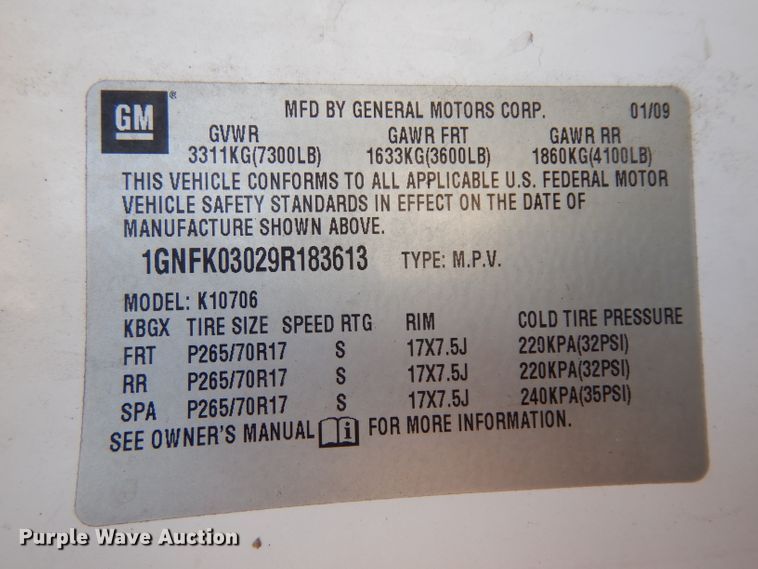 GM® MFD BY GENERAL MOTORS CORP. 01/09
GVWR GAWR FRT GAWR RR
3311KG(7300LB) 1633KG(3600LB) 1860KG(4100LB)
THIS VEHICLE CONFORMS TO ALL APPLICABLE U.S. FEDERAL MOTOR
VEHICLE SAFETY STANDARDS IN EFFECT ON THE DATE OF
MANUFACTURE SHOWN ABOVE.
1GNFK03029R183613 TYPE: M.P.V.
MODEL: K10706
KBGX TIRE SIZE SPEED RTG RIM COLD TIRE PRESSURE
FRT P265/70R17 S 17X7.5J 220KPA(32PSI)
RR P265/70R17 S 17X7.5J 220KPA(32PSI)
SPA P265/70R17 S 17X7.5J 240KPA(35PSI)
SEE OWNER'S MANUAL i FOR MORE INFORMATION.
Purple Wave Auction